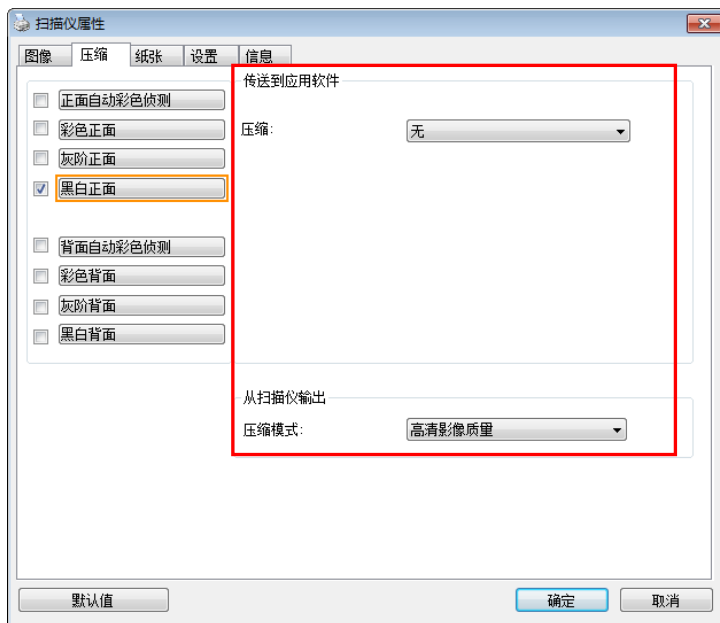 扫描仪属性
图像 压缩 纸张 设置 信息
传送到应用软件
正面自动彩色侦测
彩色正面
压缩: 无
灰阶正面
黑白正面
背面自动彩色侦测
彩色背面
灰阶背面
黑白背面
从扫描仪输出
压缩模式: 高清影像质量
默认值 确定 取消